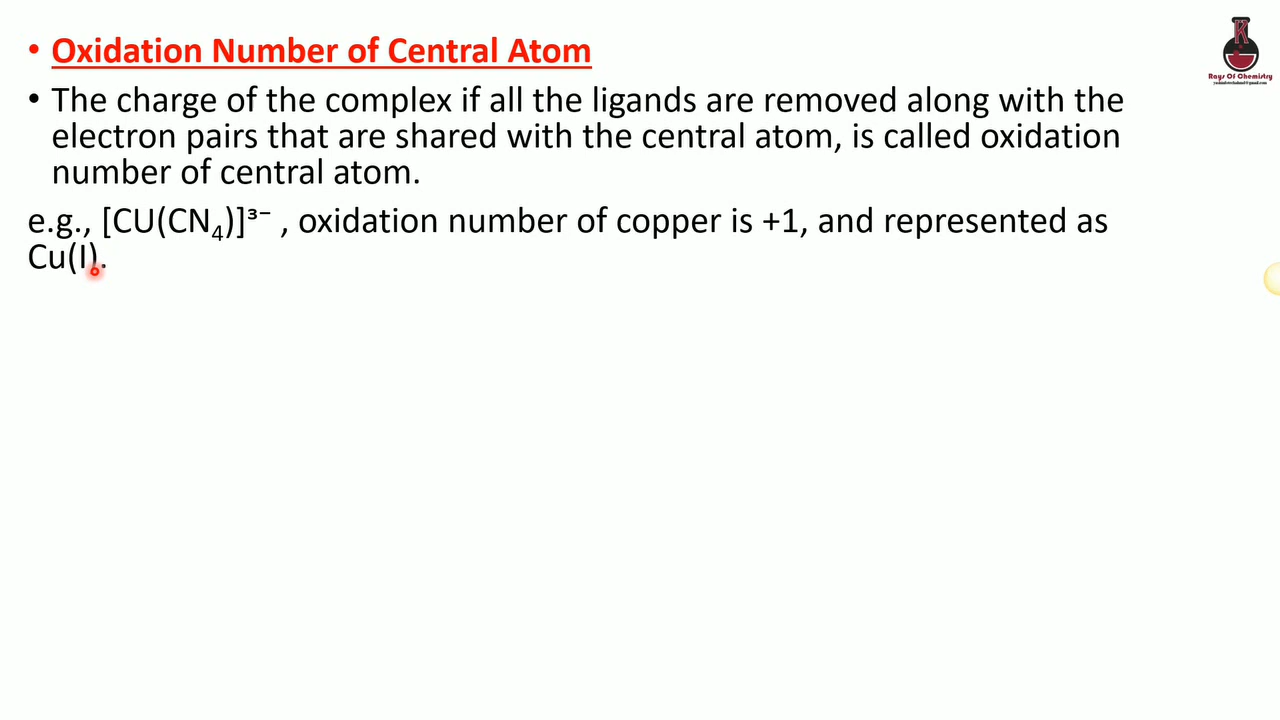 • Oxidation Number of Central Atom
• The charge of the complex if all the ligands are removed along with the
electron pairs that are shared with the central atom, is called oxidation
number of central atom.
e.g., [CU(CN₄)]³⁻ , oxidation number of copper is +1, and represented as
Cu(I).
K
Rays Of Chemistry